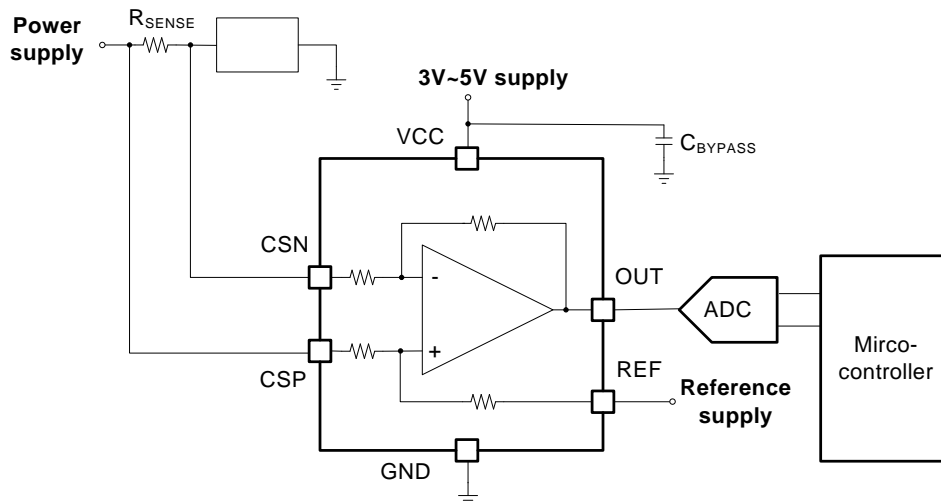 Power
supply
RSENSE
3V~5V supply
VCC
CBYPASS
CSN
-
OUT
ADC
+
CSP
REF
Reference
supply
Mirco-
controller
GND